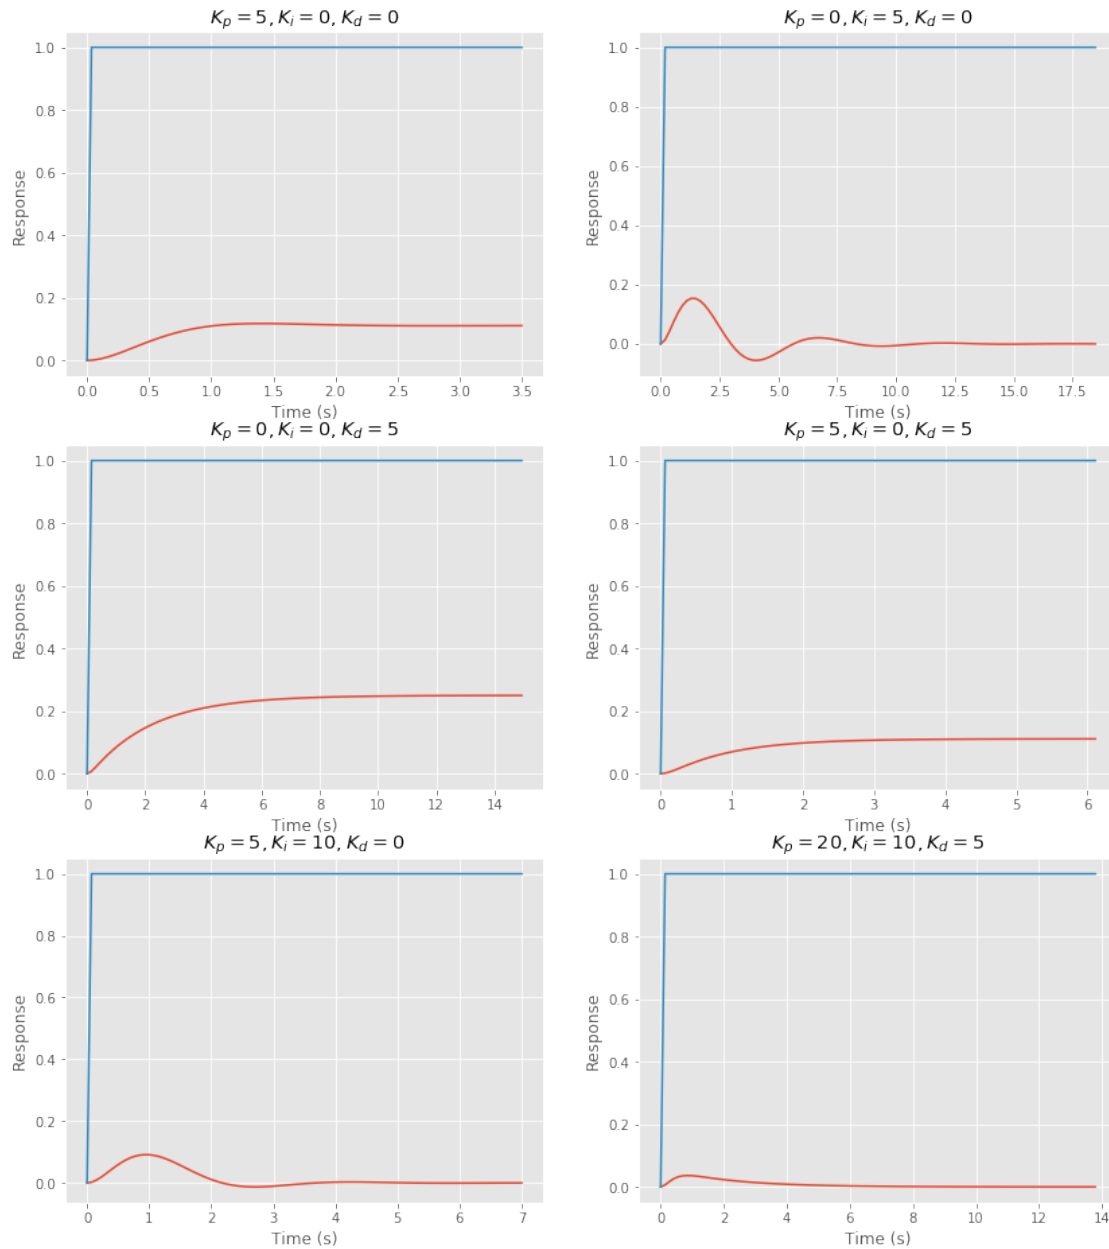 K_p = 5, K_i = 0, K_d = 0
1.0
0.8
0.6
0.4
0.2
0.0
Response
0.0 0.5 1.0 1.5 2.0 2.5 3.0 3.5
Time (s)
K_p = 0, K_i = 5, K_d = 0
1.0
0.8
0.6
0.4
0.2
0.0
Response
0.0 2.5 5.0 7.5 10.0 12.5 15.0 17.5
Time (s)
K_p = 0, K_i = 0, K_d = 5
1.0
0.8
0.6
0.4
0.2
0.0
Response
0 2 4 6 8 10 12 14
Time (s)
K_p = 5, K_i = 0, K_d = 5
1.0
0.8
0.6
0.4
0.2
0.0
Response
0 1 2 3 4 5 6
Time (s)
K_p = 5, K_i = 10, K_d = 0
1.0
0.8
0.6
0.4
0.2
0.0
Response
0 1 2 3 4 5 6 7
Time (s)
K_p = 20, K_i = 10, K_d = 5
1.0
0.8
0.6
0.4
0.2
0.0
Response
0 2 4 6 8 10 12 14
Time (s)